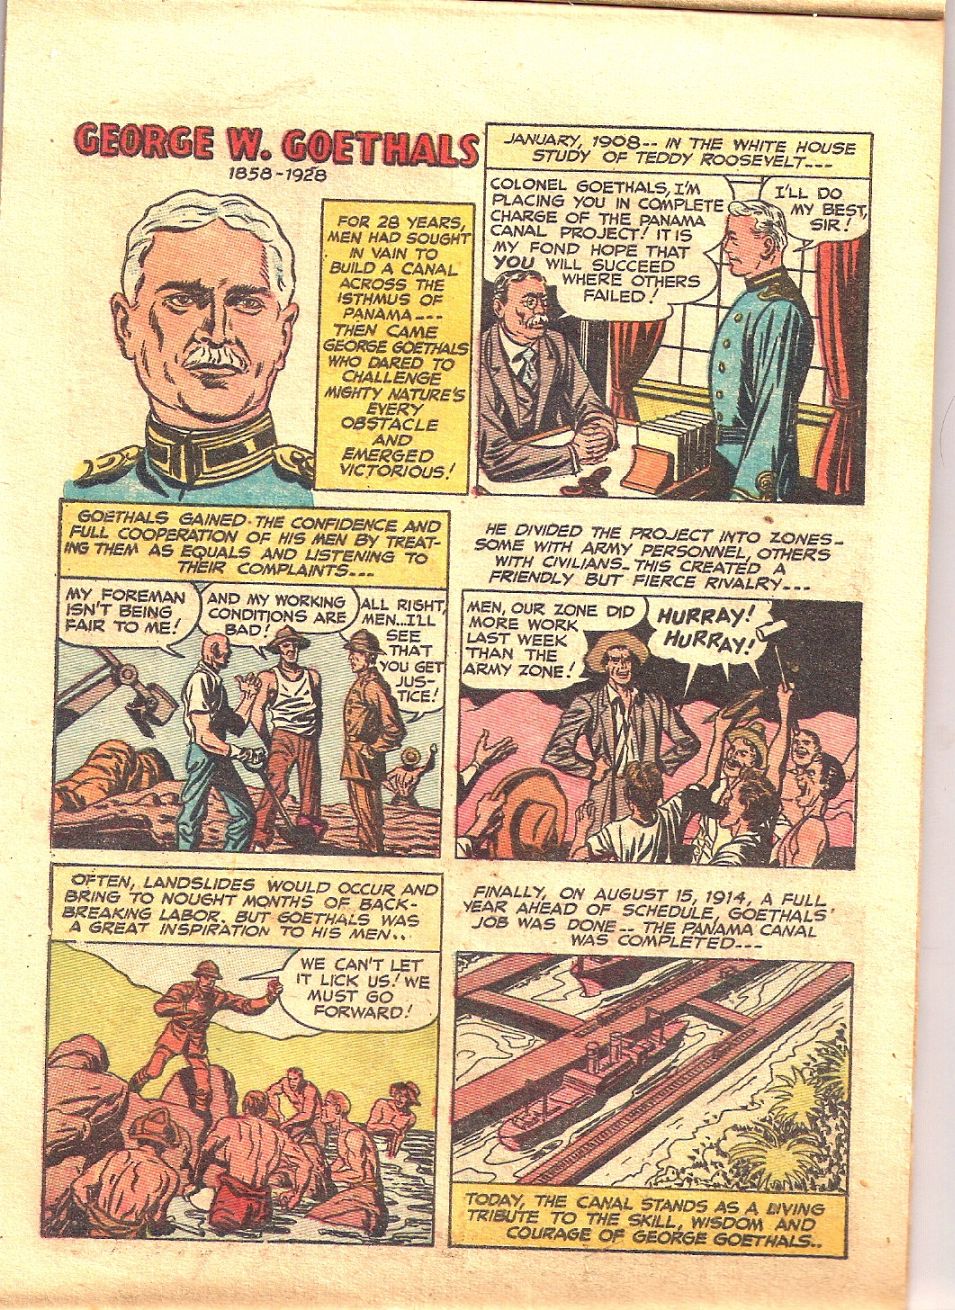 GEORGE W. GOETHALS
1858-1928
FOR 28 YEARS,
MEN HAD SOUGHT
IN VAIN TO
BUILD A CANAL
ACROSS THE
ISTHMUS OF
PANAMA---
THEN CAME
GEORGE GOETHALS
WHO DARED TO
CHALLENGE
MIGHTY NATURE'S
EVERY
OBSTACLE
AND
EMERGED
VICTORIOUS!
JANUARY, 1908-- IN THE WHITE HOUSE
STUDY OF TEDDY ROOSEVELT---
COLONEL GOETHALS, I'M
PLACING YOU IN COMPLETE
CHARGE OF THE PANAMA
CANAL PROJECT! IT IS
MY FOND HOPE THAT
YOU WILL SUCCEED
WHERE OTHERS
FAILED!
I'LL DO
MY BEST,
SIR!
GOETHALS GAINED THE CONFIDENCE AND
FULL COOPERATION OF HIS MEN BY TREAT-
ING THEM AS EQUALS AND LISTENING TO
THEIR COMPLAINTS---
MY FOREMAN
ISN'T BEING
FAIR TO ME!
AND MY WORKING
CONDITIONS ARE
BAD!
ALL RIGHT,
MEN...I'LL
SEE
THAT
YOU GET
JUS-
TICE!
HE DIVIDED THE PROJECT INTO ZONES-
SOME WITH ARMY PERSONNEL, OTHERS
WITH CIVILIANS-THIS CREATED A
FRIENDLY BUT FIERCE RIVALRY---
MEN, OUR ZONE DID
MORE WORK
LAST WEEK
THAN THE
ARMY ZONE!
HURRAY!
HURRAY!
OFTEN, LANDSLIDES WOULD OCCUR AND
BRING TO NOUGHT MONTHS OF BACK-
BREAKING LABOR. BUT GOETHALS WAS
A GREAT INSPIRATION TO HIS MEN..
WE CAN'T LET
IT LICK US! WE
MUST GO
FORWARD!
FINALLY, ON AUGUST 15, 1914, A FULL
YEAR AHEAD OF SCHEDULE, GOETHALS'
JOB WAS DONE-- THE PANAMA CANAL
WAS COMPLETED---
TODAY, THE CANAL STANDS AS A LIVING
TRIBUTE TO THE SKILL, WISDOM AND
COURAGE OF GEORGE GOETHALS..